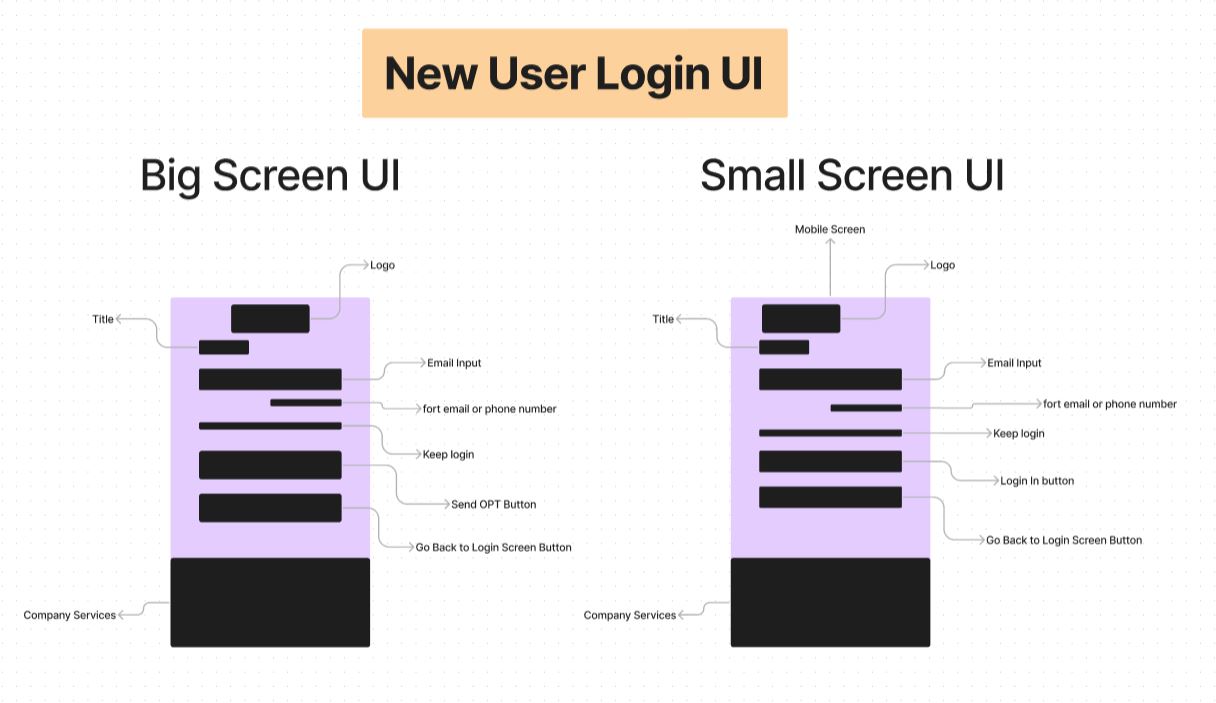 New User Login UI
Big Screen UI
Logo
Title
Email Input
fort email or phone number
Keep login
Send OPT Button
Go Back to Login Screen Button
Company Services
Small Screen UI
Mobile Screen
Logo
Title
Email Input
fort email or phone number
Keep login
Login In button
Go Back to Login Screen Button
Company Services